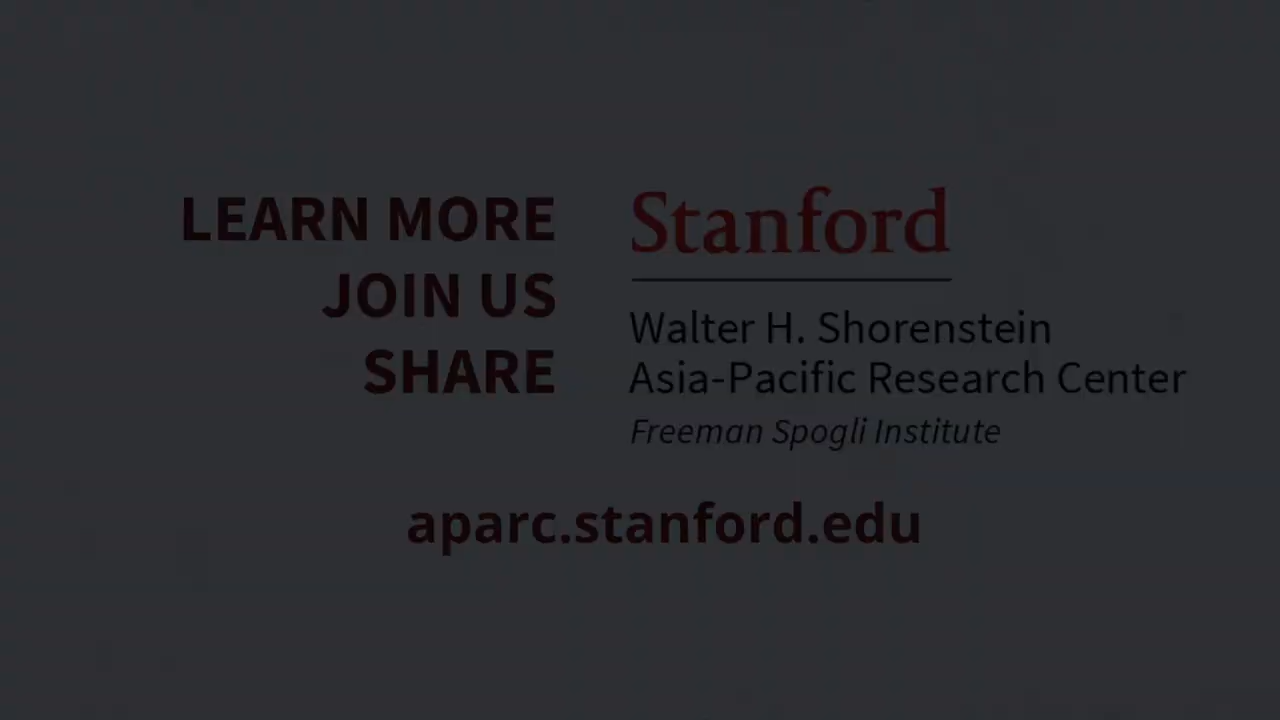 LEARN MORE
JOIN US
SHARE
Stanford
Walter H. Shorenstein
Asia-Pacific Research Center
Freeman Spogli Institute
aparc.stanford.edu